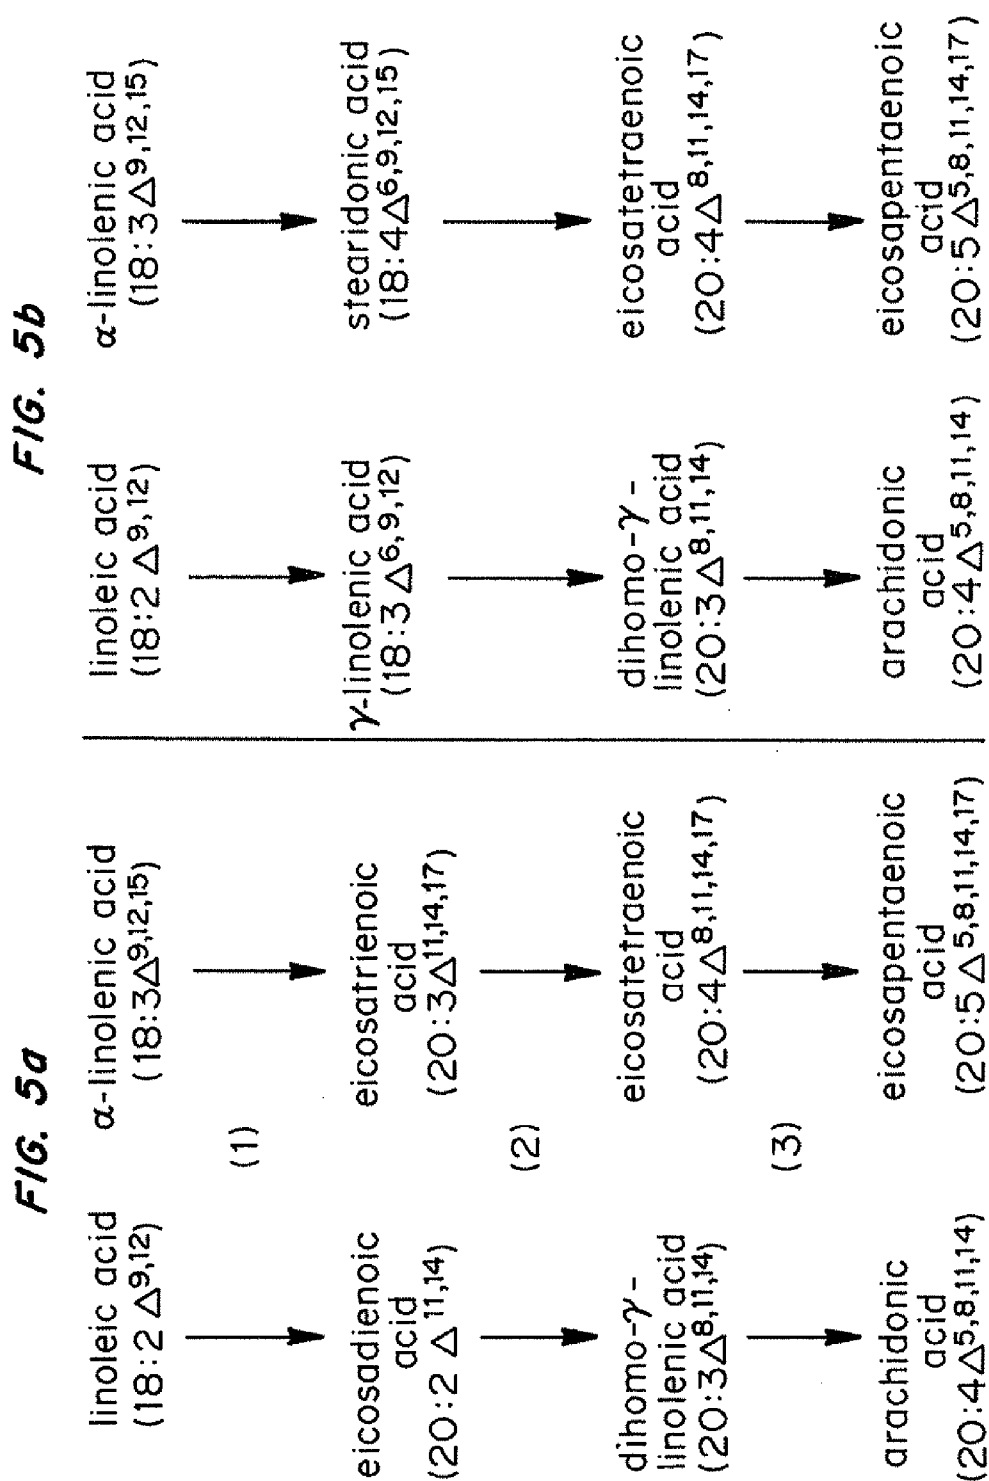 FIG. 5a
linoleic acid
(18:2 Δ9,12)
eicosadienoic
acid
(20:2 Δ11,14)
dihomo-γ-
linolenic acid
(20:3Δ8,11,14)
arachidonic
acid
(20:4Δ5,8,11,14)
(1)
(2)
(3)
α-linolenic acid
(18:3Δ9,12,15)
eicosatrienoic
acid
(20:3Δ11,14,17)
eicosatetraenoic
acid
(20:4Δ8,11,14,17)
eicosapentaenoic
acid
(20:5Δ5,8,11,14,17)
FIG. 5b
linoleic acid
(18:2 Δ9,12)
γ-linolenic acid
(18:3 Δ6,9,12)
dihomo-γ-
linolenic acid
(20:3Δ8,11,14)
arachidonic
acid
(20:4Δ5,8,11,14)
α-linolenic acid
(18:3Δ9,12,15)
stearidonic acid
(18:4Δ6,9,12,15)
eicosatetraenoic
acid
(20:4Δ8,11,14,17)
eicosapentaenoic
acid
(20:5Δ5,8,11,14,17)